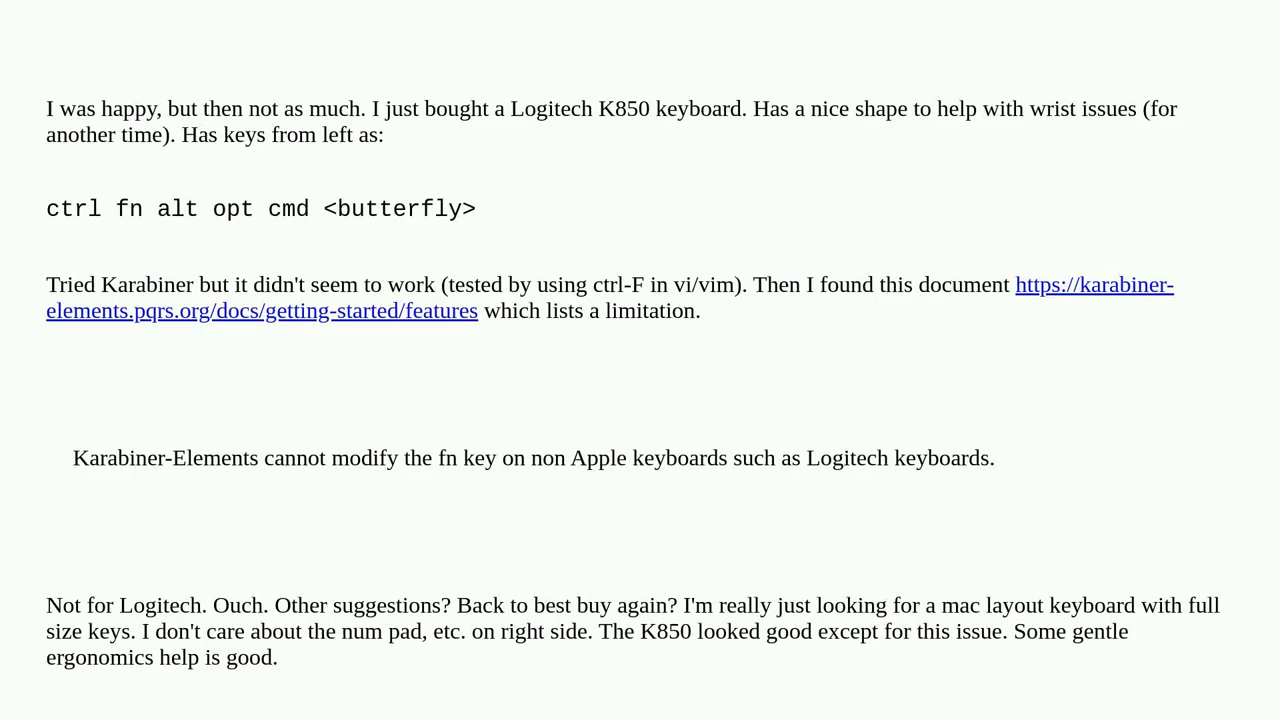 I was happy, but then not as much. I just bought a Logitech K850 keyboard. Has a nice shape to help with wrist issues (for
another time). Has keys from left as:
ctrl fn alt opt cmd <butterfly>
Tried Karabiner but it didn't seem to work (tested by using ctrl-F in vi/vim). Then I found this document https://karabiner-
elements.pqrs.org/docs/getting-started/features which lists a limitation.
Karabiner-Elements cannot modify the fn key on non Apple keyboards such as Logitech keyboards.
Not for Logitech. Ouch. Other suggestions? Back to best buy again? I'm really just looking for a mac layout keyboard with full
size keys. I don't care about the num pad, etc. on right side. The K850 looked good except for this issue. Some gentle
ergonomics help is good.